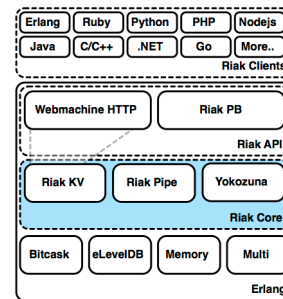 Erlang Ruby Python PHP Nodejs
Java C/C++ .NET Go More..
Riak Clients
Webmachine HTTP Riak PB
Riak API
Riak KV Riak Pipe Yokozuna
Riak Core
Bitcask eLevelDB Memory Multi
Erlang